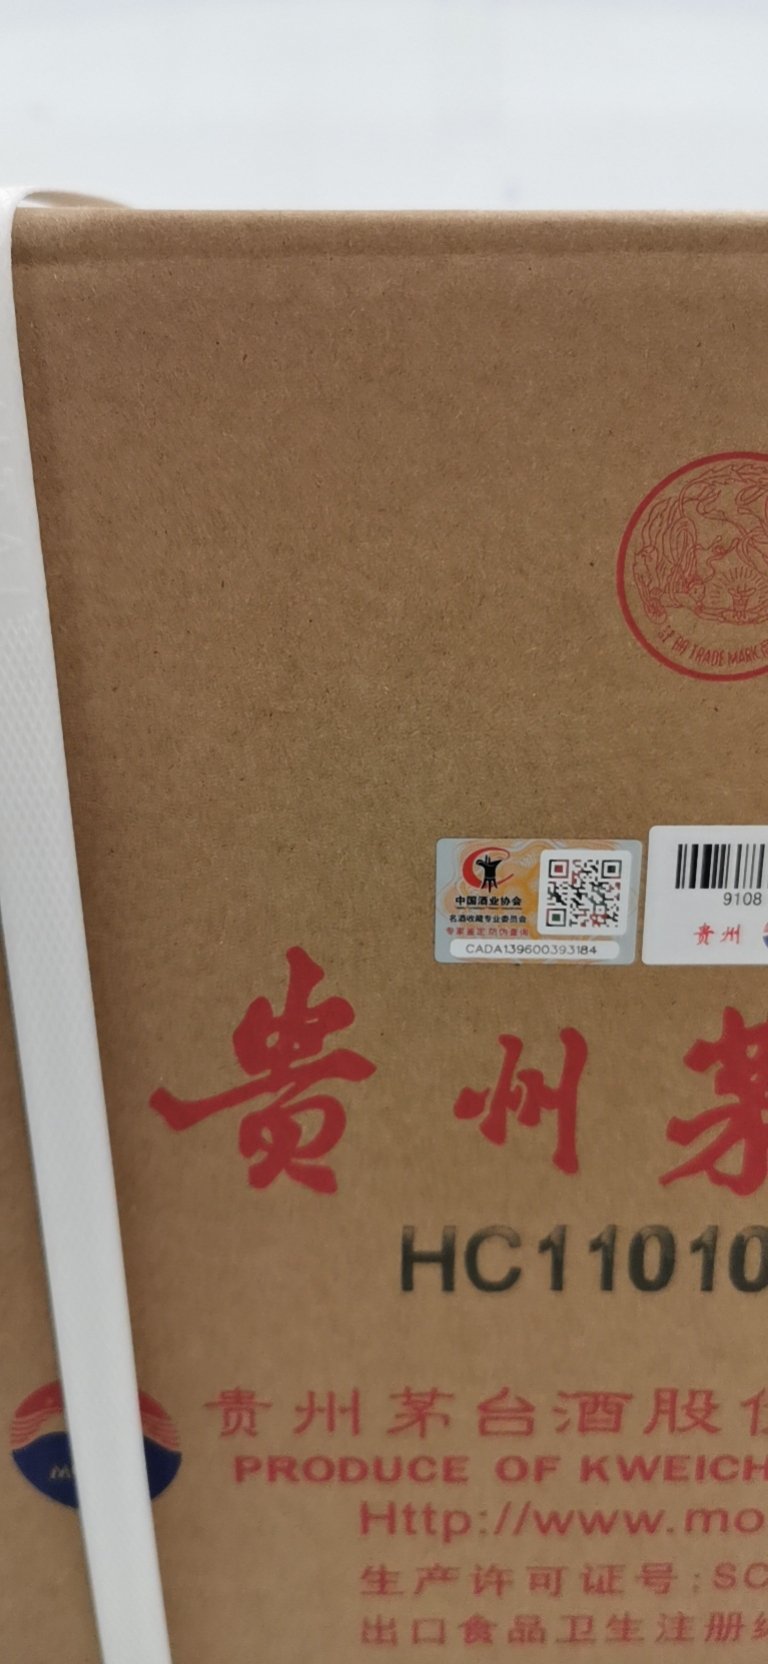 TRADE MARK
中国酒业协会
名酒收藏专业委员会
专家鉴定 防伪查询
CADA139600393184
9108
贵州
贵州茅
HC11010
贵州茅台酒股
PRODUCE OF KWEICH
Http://www.mo
生产许可证号:SC
出口食品卫生注册